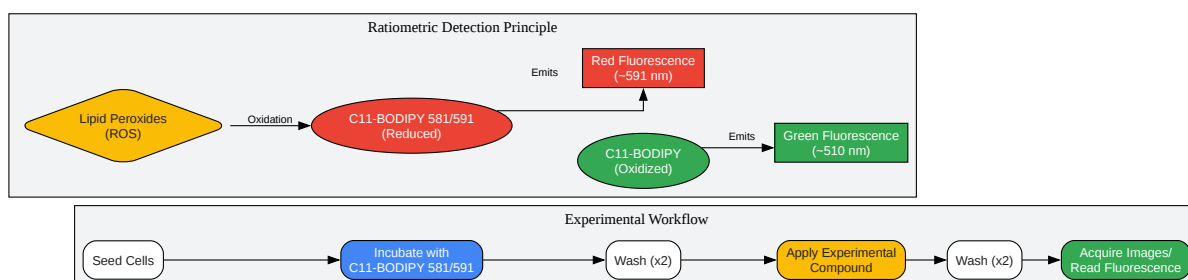 Ratiometric Detection Principle
Emits
Red Fluorescence
(~591 nm)
Lipid Peroxides
(ROS)
Oxidation
C11-BODIPY 581/591
(Reduced)
Emits
Green Fluorescence
(~510 nm)
C11-BODIPY
(Oxidized)
Experimental Workflow
Seed Cells
Incubate with
C11-BODIPY 581/591
Wash (x2)
Apply Experimental
Compound
Wash (x2)
Acquire Images/
Read Fluorescence